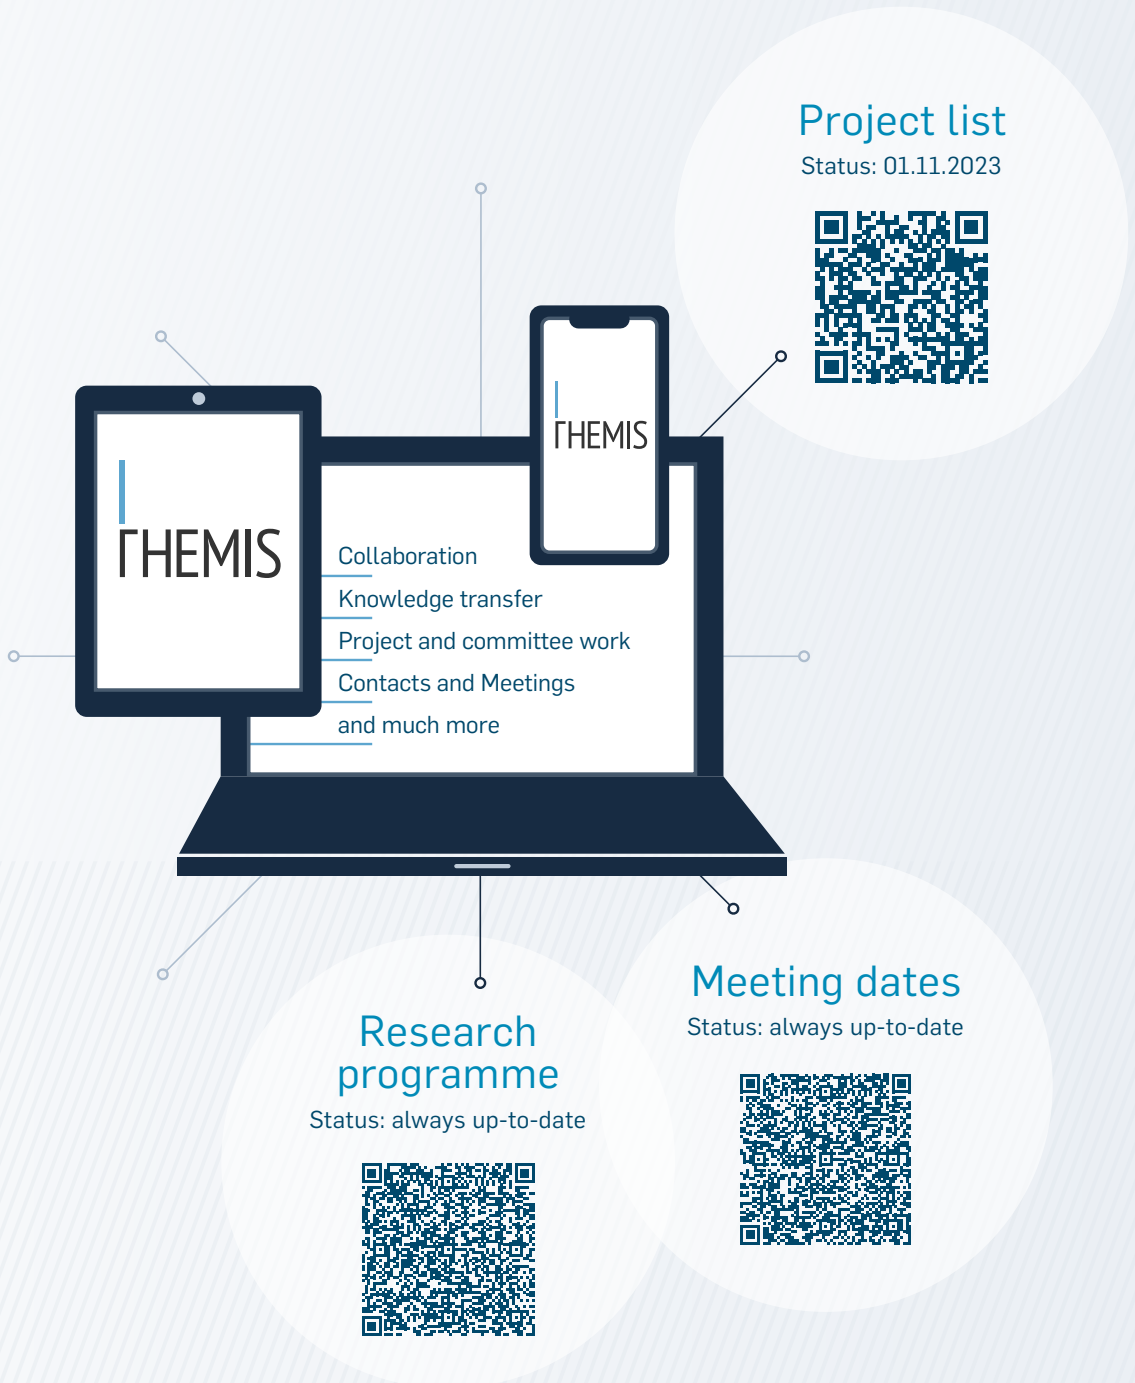 Project list
Status: 01.11.2023
THEMIS
THEMIS
Collaboration
Knowledge transfer
Project and committee work
Contacts and Meetings
and much more
Meeting dates
Status: always up-to-date
Research
programme
Status: always up-to-date